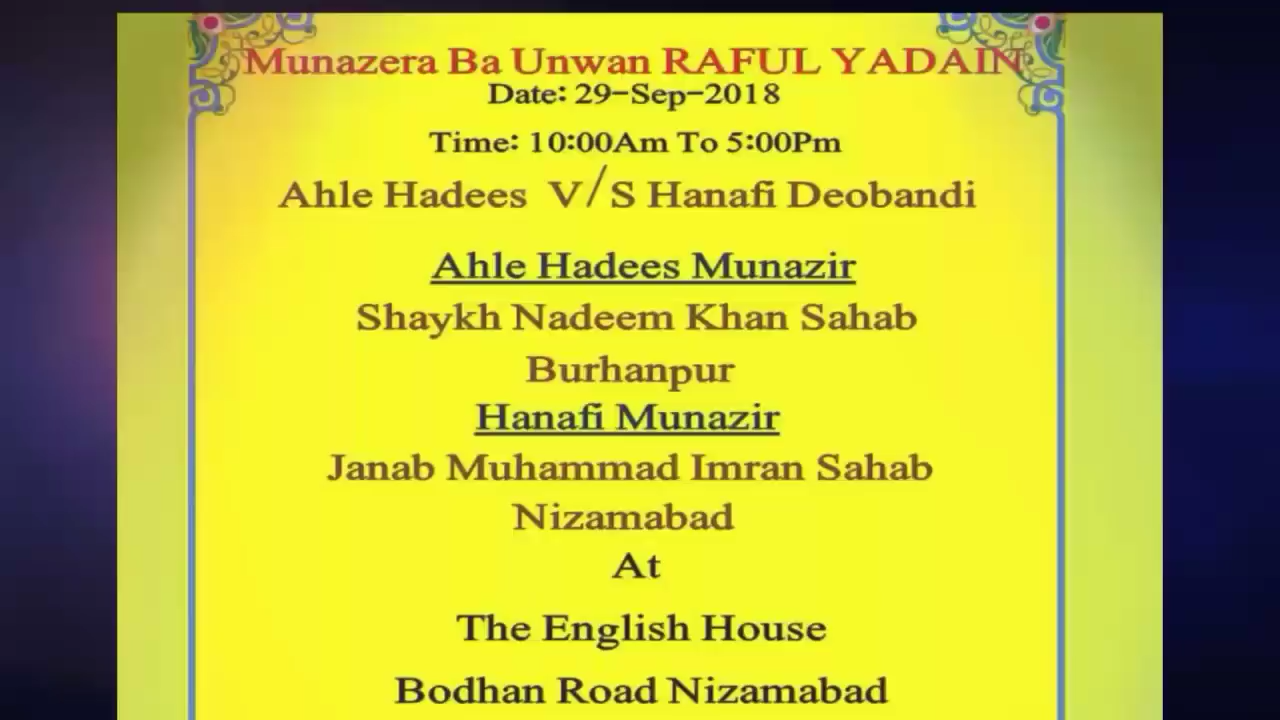 Munazera Ba Unwan RAFUL YADAIN
Date: 29-Sep-2018
Time: 10:00Am To 5:00Pm
Ahle Hadees V/S Hanafi Deobandi
Ahle Hadees Munazir
Shaykh Nadeem Khan Sahab
Burhanpur
Hanafi Munazir
Janab Muhammad Imran Sahab
Nizamabad
At
The English House
Bodhan Road Nizamabad